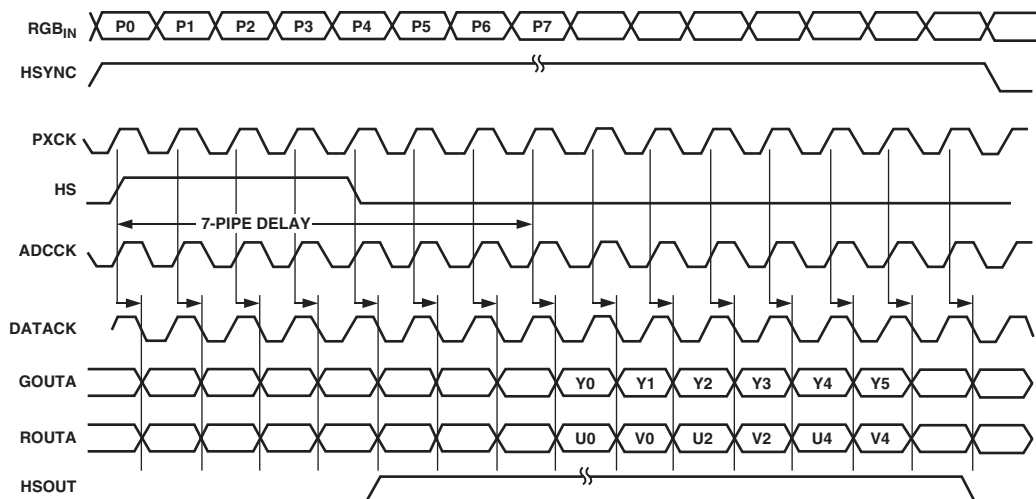 RGBIN P0 P1 P2 P3 P4 P5 P6 P7
HSYNC
PXCK
HS
7-PIPE DELAY
ADCCK
DATACK
GOUTA Y0 Y1 Y2 Y3 Y4 Y5
ROUTA U0 V0 U2 V2 U4 V4
HSOUT